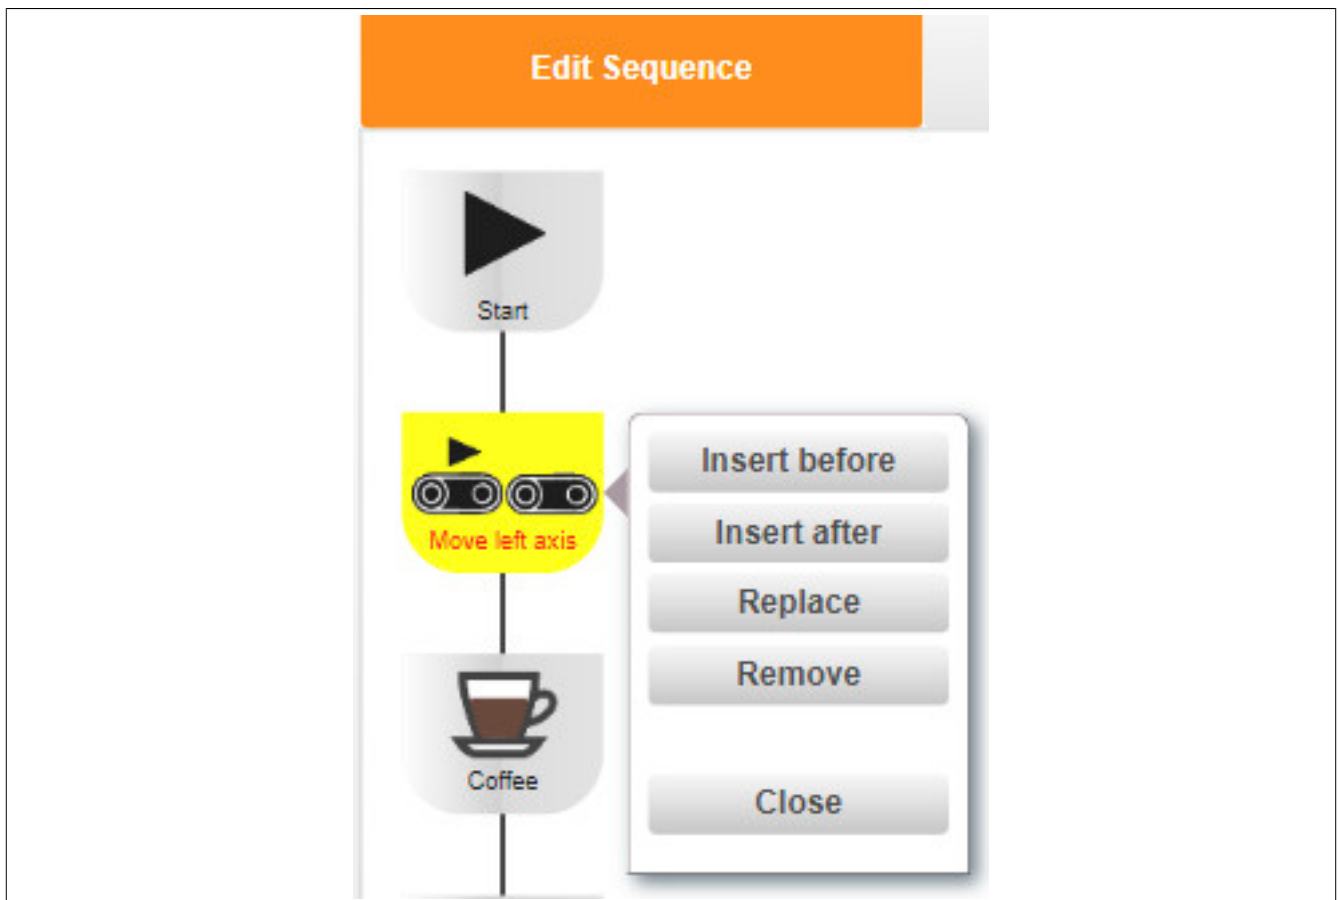 Edit Sequence
Start
Move left axis
Insert before
Insert after
Replace
Remove
Close
Coffee